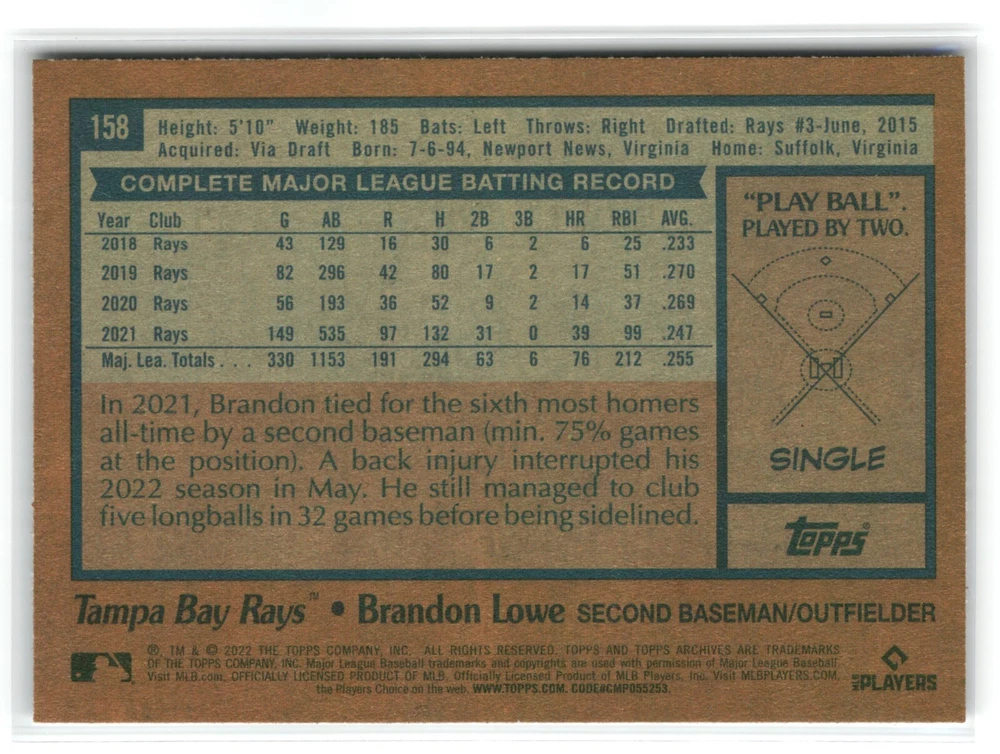 158
Height: 5'10" Weight: 185 Bats: Left Throws: Right Drafted: Rays #3-June, 2015
Acquired: Via Draft Born: 7-6-94, Newport News, Virginia Home: Suffolk, Virginia
COMPLETE MAJOR LEAGUE BATTING RECORD
Year Club G AB R H 2B 3B HR RBI AVG.
2018 Rays 43 129 16 30 6 2 6 25 .233
2019 Rays 82 296 42 80 17 2 17 51 .270
2020 Rays 56 193 36 52 9 2 14 37 .269
2021 Rays 149 535 97 132 31 0 39 99 .247
Maj. Lea. Totals . . . 330 1153 191 294 63 6 76 212 .255
In 2021, Brandon tied for the sixth most homers
all-time by a second baseman (min. 75% games
at the position). A back injury interrupted his
2022 season in May. He still managed to club
five longballs in 32 games before being sidelined.
"PLAY BALL".
PLAYED BY TWO.
SINGLE
Topps®
Tampa Bay Rays™ • Brandon Lowe SECOND BASEMAN/OUTFIELDER
®, TM & © 2022 THE TOPPS COMPANY, INC. ALL RIGHTS RESERVED. TOPPS AND TOPPS ARCHIVES ARE TRADEMARKS
OF THE TOPPS COMPANY, INC. Major League Baseball trademarks and copyrights are used with permission of Major League Baseball.
Visit MLB.com. OFFICIALLY LICENSED PRODUCT OF MLB Players, Inc. Visit MLBPLAYERS.com,
the Players Choice on the web. WWW.TOPPS.COM. CODE#CMP055253.
MLB PLAYERS